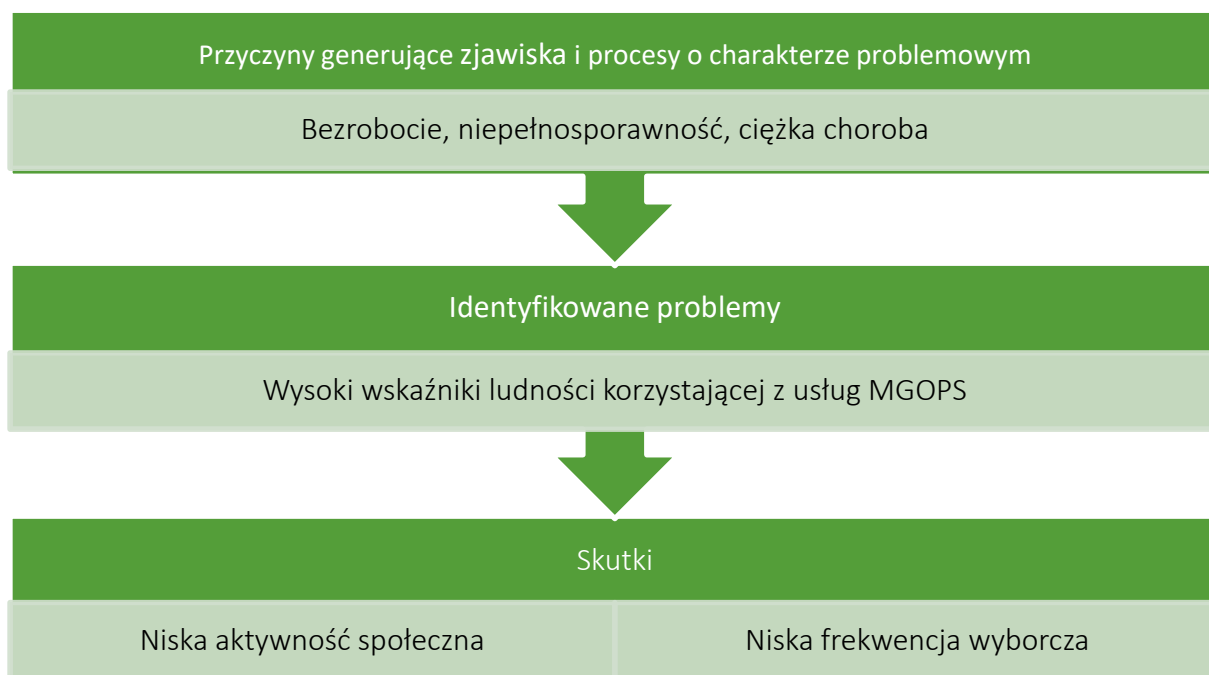 Przyczyny generujące zjawiska i procesy o charakterze problemowym
Bezrobocie, niepełnosporawność, ciężka choroba
Identyfikowane problemy
Wysoki wskaźniki ludności korzystającej z usług MGOPS
Skutki
Niska aktywność społeczna
Niska frekwencja wyborcza